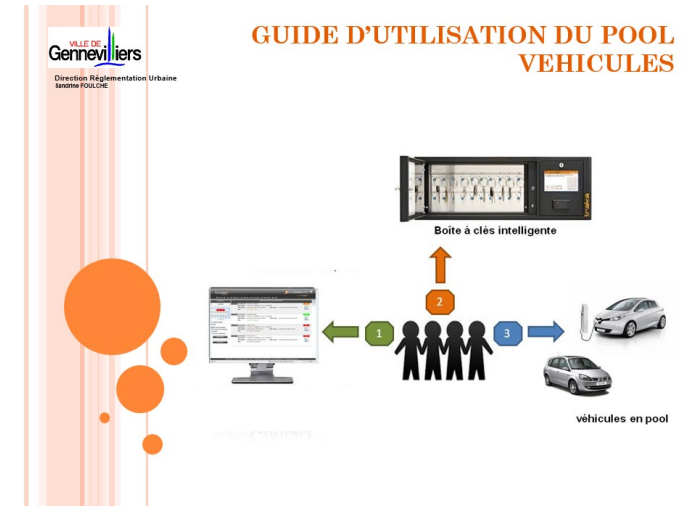 VILLE DE
Gennevilliers
Direction Réglementation Urbaine
Sandrine FOULCHE
GUIDE D'UTILISATION DU POOL
VEHICULES
Boîte à clés intelligente
2
1
3
véhicules en pool